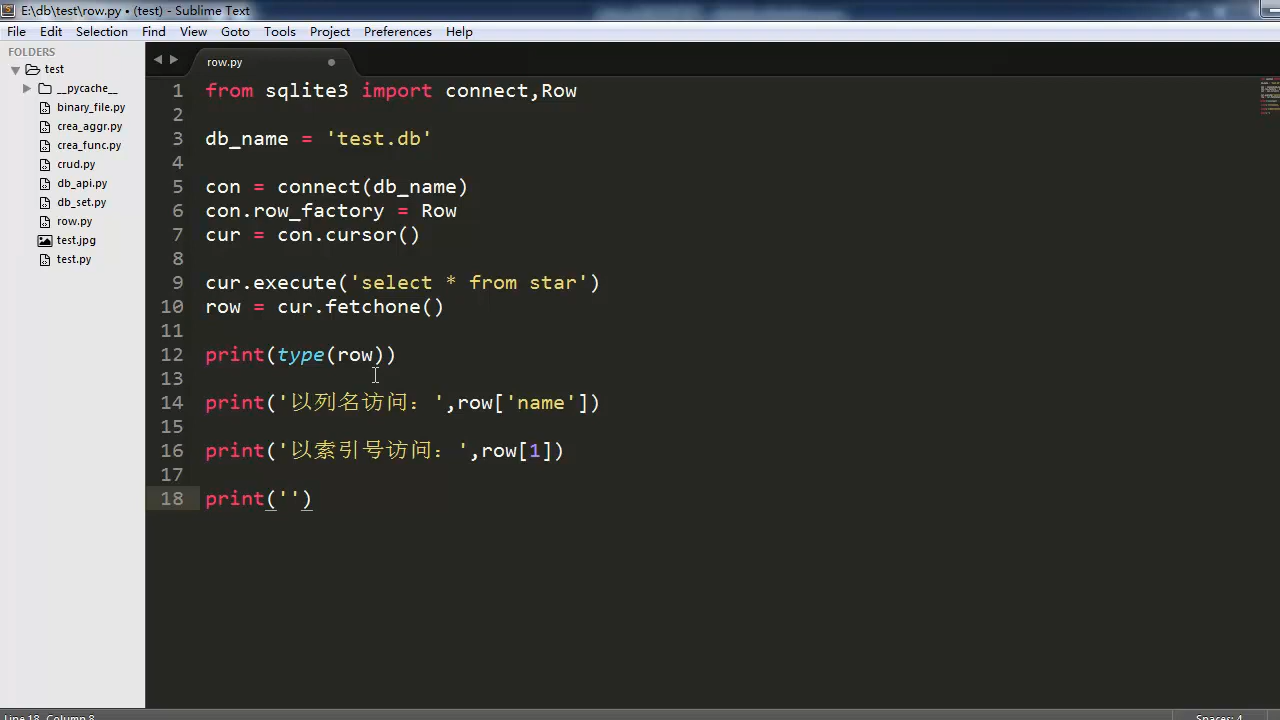 E:\db\test\row.py • (test) - Sublime Text
File Edit Selection Find View Goto Tools Project Preferences Help
FOLDERS
test
__pycache__
binary_file.py
crea_aggr.py
crea_func.py
crud.py
db_api.py
db_set.py
row.py
test.jpg
test.py
row.py
1 from sqlite3 import connect,Row
2
3 db_name = 'test.db'
4
5 con = connect(db_name)
6 con.row_factory = Row
7 cur = con.cursor()
8
9 cur.execute('select * from star')
10 row = cur.fetchone()
11
12 print(type(row))
13
14 print('以列名访问：',row['name'])
15
16 print('以索引号访问：',row[1])
17
18 print('')
Line 18, Column 8
Spaces: 4